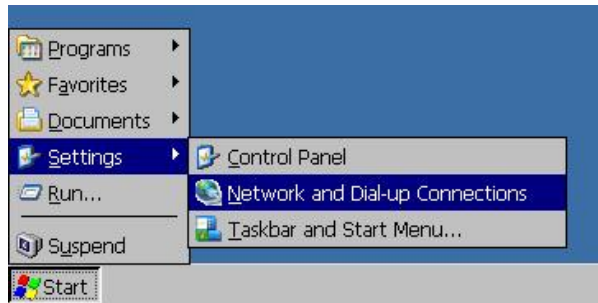 Programs
Favorites
Documents
Settings
Control Panel
Run...
Network and Dial-up Connections
Taskbar and Start Menu...
Suspend
Start